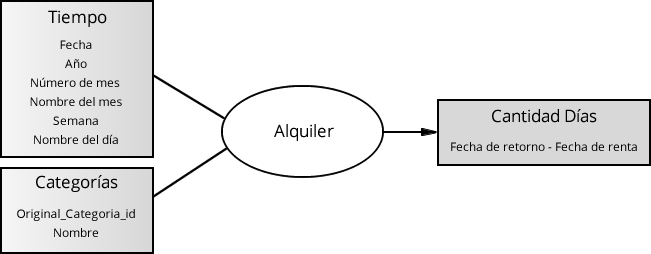 Tiempo
Fecha
Año
Número de mes
Nombre del mes
Semana
Nombre del día
Categorías
Original_Categoria_id
Nombre
Alquiler
Cantidad Días
Fecha de retorno - Fecha de renta